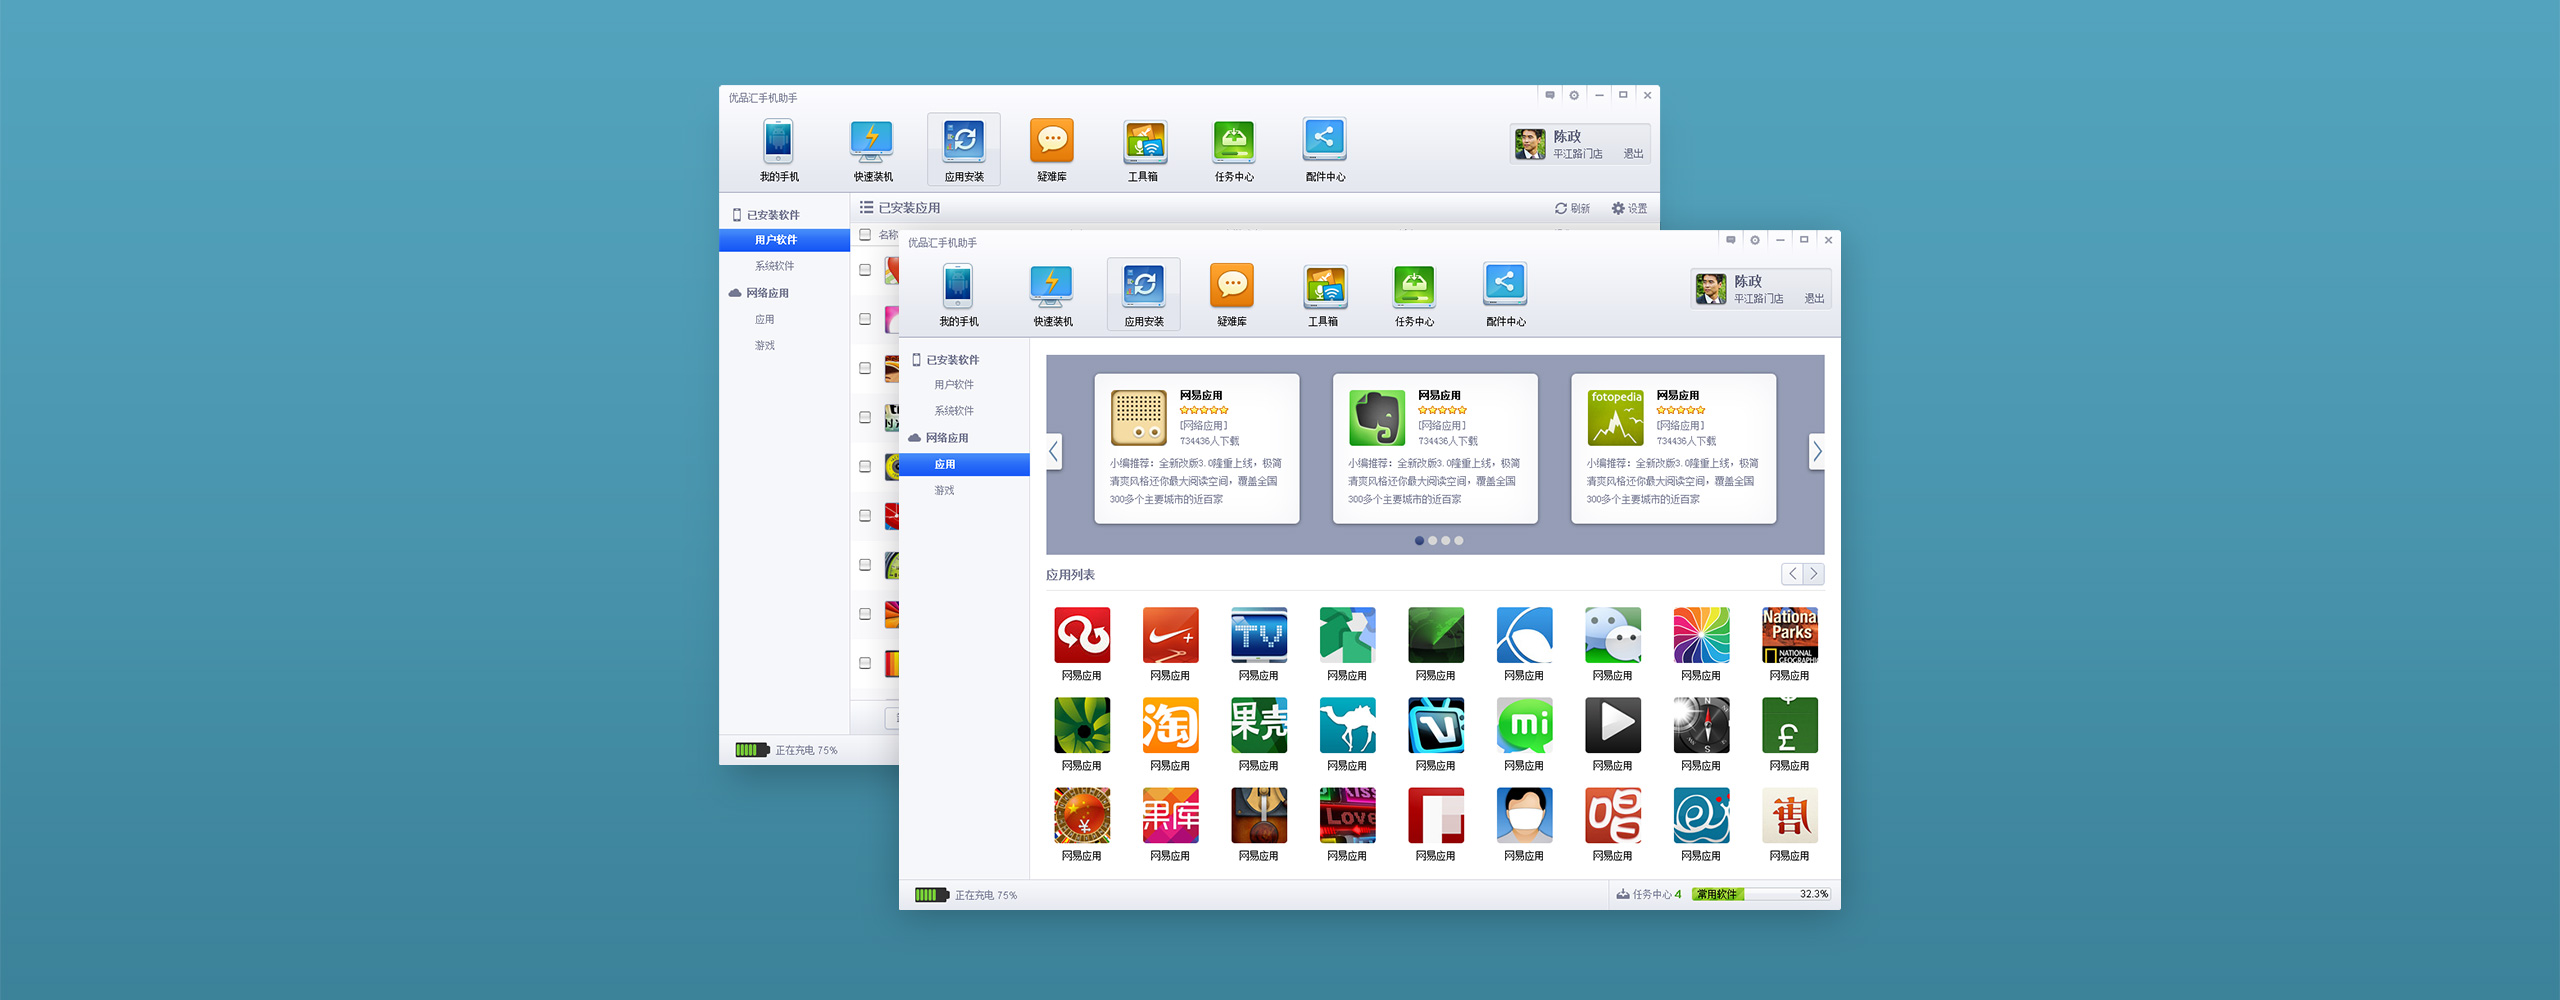 优品汇手机助手
我的手机 快速装机 应用安装 疑难库 工具箱 任务中心 配件中心
陈政
平江路门店 退出
已安装软件
用户软件
系统软件
网络应用
应用
游戏
已安装应用 刷新 设置
名称
正在充电 75%
优品汇手机助手
我的手机 快速装机 应用安装 疑难库 工具箱 任务中心 配件中心
陈政
平江路门店 退出
已安装软件
用户软件
系统软件
网络应用
应用
游戏
网易应用
[网络应用]
734436人下载
小编推荐：全新改版3.0隆重上线，极简
清爽风格还你最大阅读空间，覆盖全国
300多个主要城市的近百家
网易应用
[网络应用]
734436人下载
小编推荐：全新改版3.0隆重上线，极简
清爽风格还你最大阅读空间，覆盖全国
300多个主要城市的近百家
fotopedia
网易应用
[网络应用]
734436人下载
小编推荐：全新改版3.0隆重上线，极简
清爽风格还你最大阅读空间，覆盖全国
300多个主要城市的近百家
应用列表
TV
National
Parks
NATIONAL
GEOGRAPHIC
网易应用 网易应用 网易应用 网易应用 网易应用 网易应用 网易应用 网易应用 网易应用
淘 果壳 mi N S £
网易应用 网易应用 网易应用 网易应用 网易应用 网易应用 网易应用 网易应用 网易应用
¥ 果库 Kiss Love 唱
网易应用 网易应用 网易应用 网易应用 网易应用 网易应用 网易应用 网易应用 网易应用
正在充电 75%
任务中心 4 常用软件 32.3%